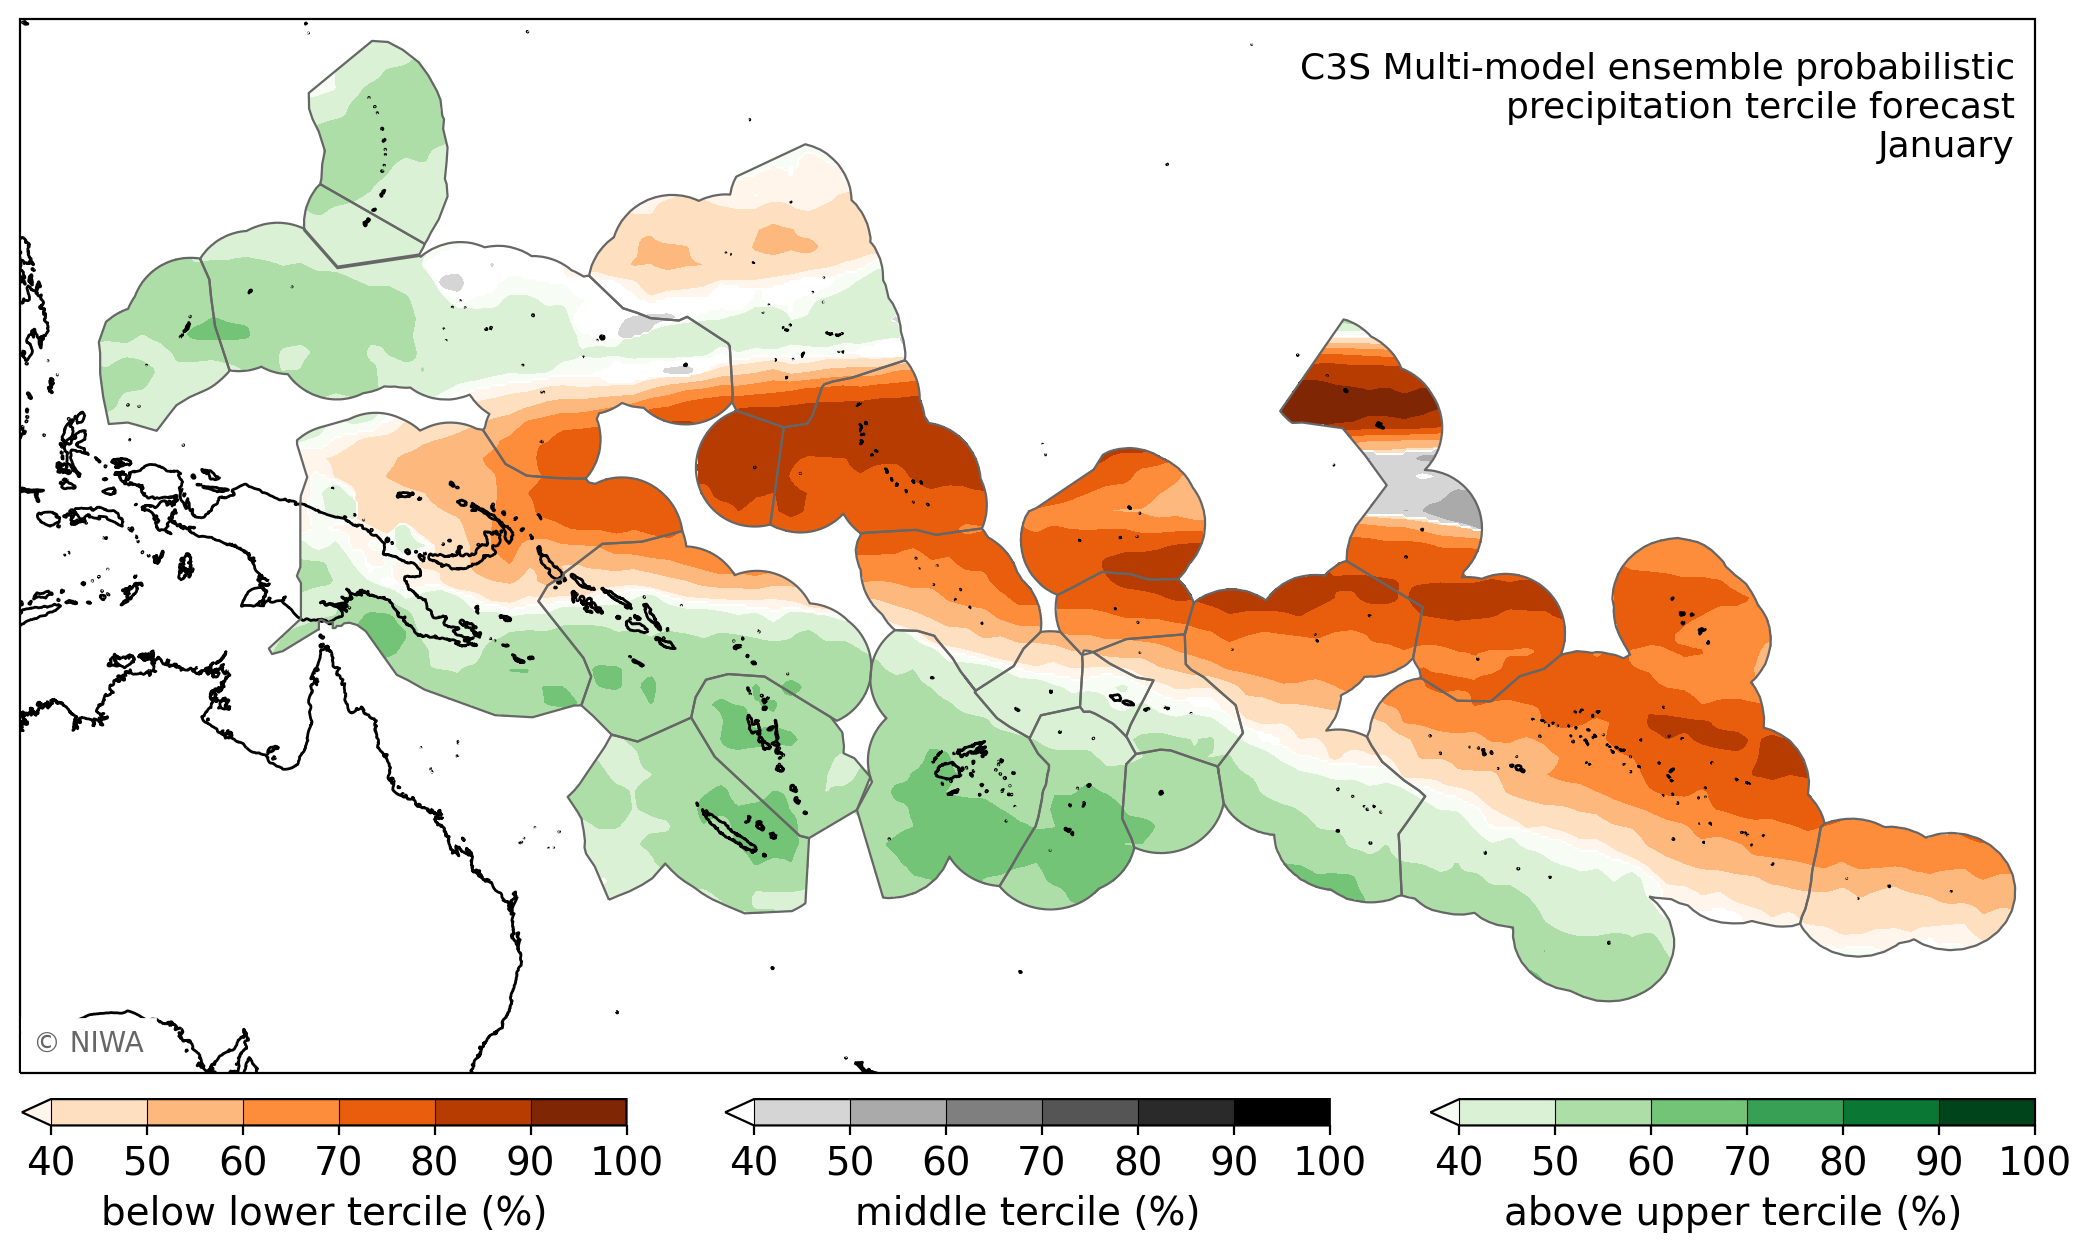 C3S Multi-model ensemble probabilistic
precipitation tercile forecast
January
© NIWA
40 50 60 70 80 90 100
below lower tercile (%)
40 50 60 70 80 90 100
middle tercile (%)
40 50 60 70 80 90 100
above upper tercile (%)